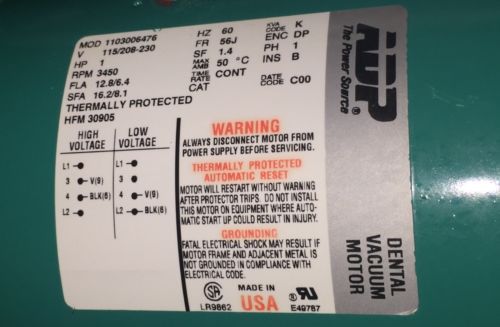 MOD 1103006476
V 115/208-230
HP 1
RPM 3450
FLA 12.8/6.4
SFA 16.2/8.1
THERMALLY PROTECTED
HFM 30905
HZ 60
FR 56J
SF 1.4
MAX AMB 50 °C
TIME RATE CONT
CAT
KVA CODE K
ENC DP
PH 1
INS B
DATE CODE C00
HIGH VOLTAGE
LOW VOLTAGE
L1
3 V(9)
4 BLK(6)
L2
L1
3
4 V(9)
L2 BLK(6)
WARNING
ALWAYS DISCONNECT MOTOR FROM
POWER SUPPLY BEFORE SERVICING.
THERMALLY PROTECTED
AUTOMATIC RESET
MOTOR WILL RESTART WITHOUT WARNING
AFTER PROTECTOR TRIPS. DO NOT INSTALL
THIS MOTOR ON EQUIPMENT WHERE AUTO-
MATIC START UP COULD RESULT IN INJURY.
GROUNDING
FATAL ELECTRICAL SHOCK MAY RESULT IF
MOTOR FRAME AND ADJACENT METAL IS
NOT GROUNDED IN COMPLIANCE WITH
ELECTRICAL CODE.
LR9862
MADE IN
USA
E49787
ADP
The Power Source
DENTAL
VACUUM
MOTOR